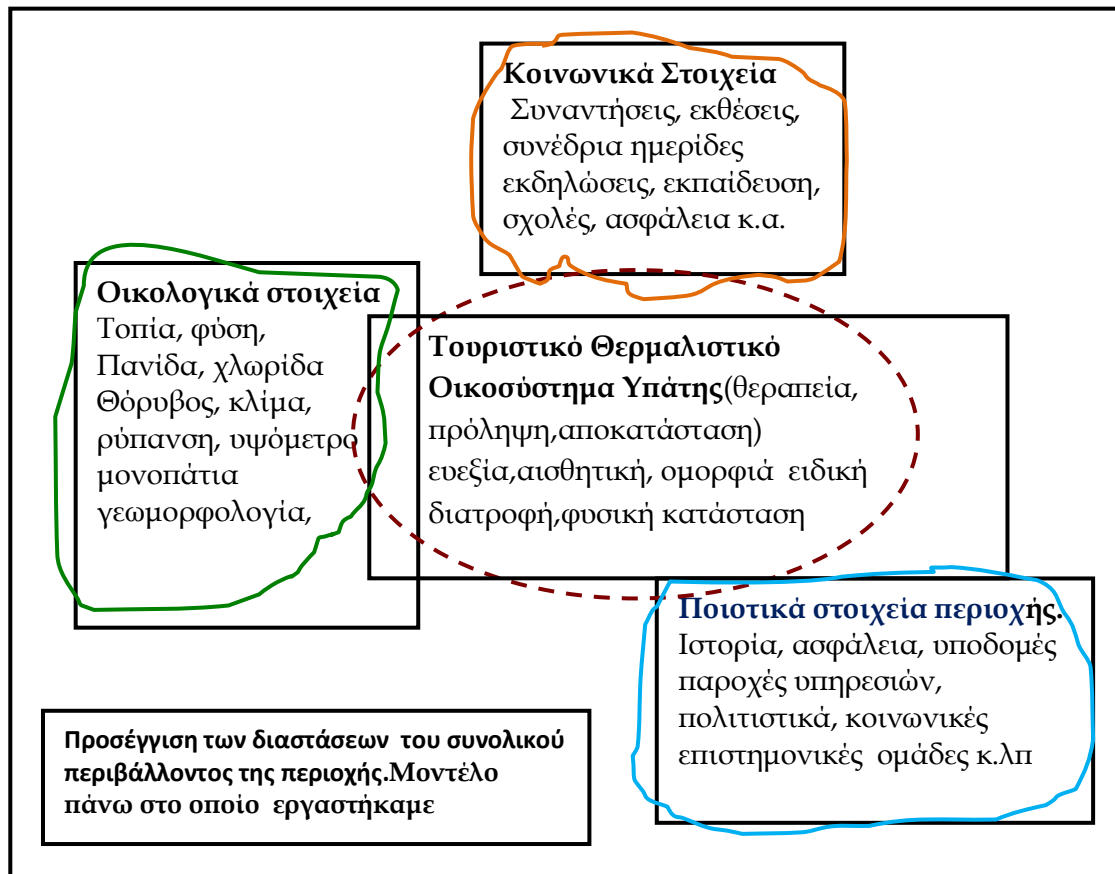 Κοινωνικά Στοιχεία
Συναντήσεις, εκθέσεις,
συνέδρια ημερίδες
εκδηλώσεις, εκπαίδευση,
σχολές, ασφάλεια κ.α.
Οικολογικά στοιχεία
Τοπία, φύση,
Πανίδα, χλωρίδα
Θόρυβος, κλίμα,
ρύπανση, υψόμετρο
μονοπάτια
γεωμορφολογία,
Τουριστικό Θερμαλιστικό
Οικοσύστημα Υπάτης(θεραπεία,
πρόληψη,αποκατάσταση)
ευεξία,αισθητική, ομορφιά ειδική
διατροφή,φυσική κατάσταση
Ποιοτικά στοιχεία περιοχής.
Ιστορία, ασφάλεια, υποδομές
παροχές υπηρεσιών,
πολιτιστικά, κοινωνικές
επιστημονικές ομάδες κ.λπ
Προσέγγιση των διαστάσεων του συνολικού
περιβάλλοντος της περιοχής.Μοντέλο
πάνω στο οποίο εργαστήκαμε